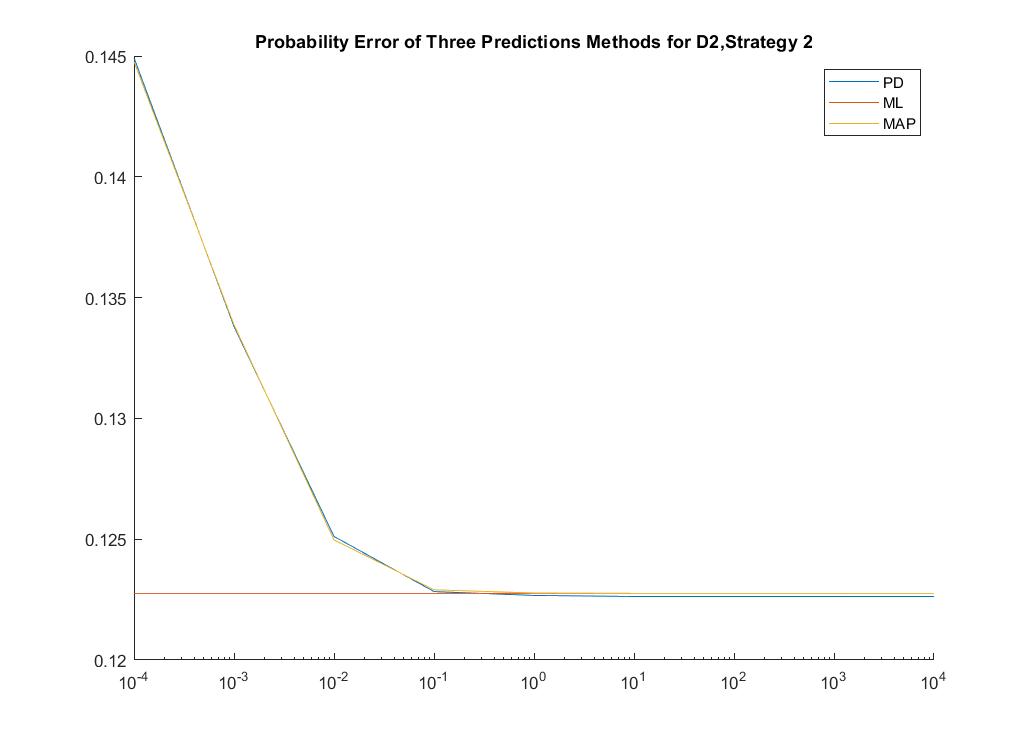 Probability Error of Three Predictions Methods for D2,Strategy 2
0.145
0.14
0.135
0.13
0.125
0.12
PD
ML
MAP
10^-4 10^-3 10^-2 10^-1 10^0 10^1 10^2 10^3 10^4